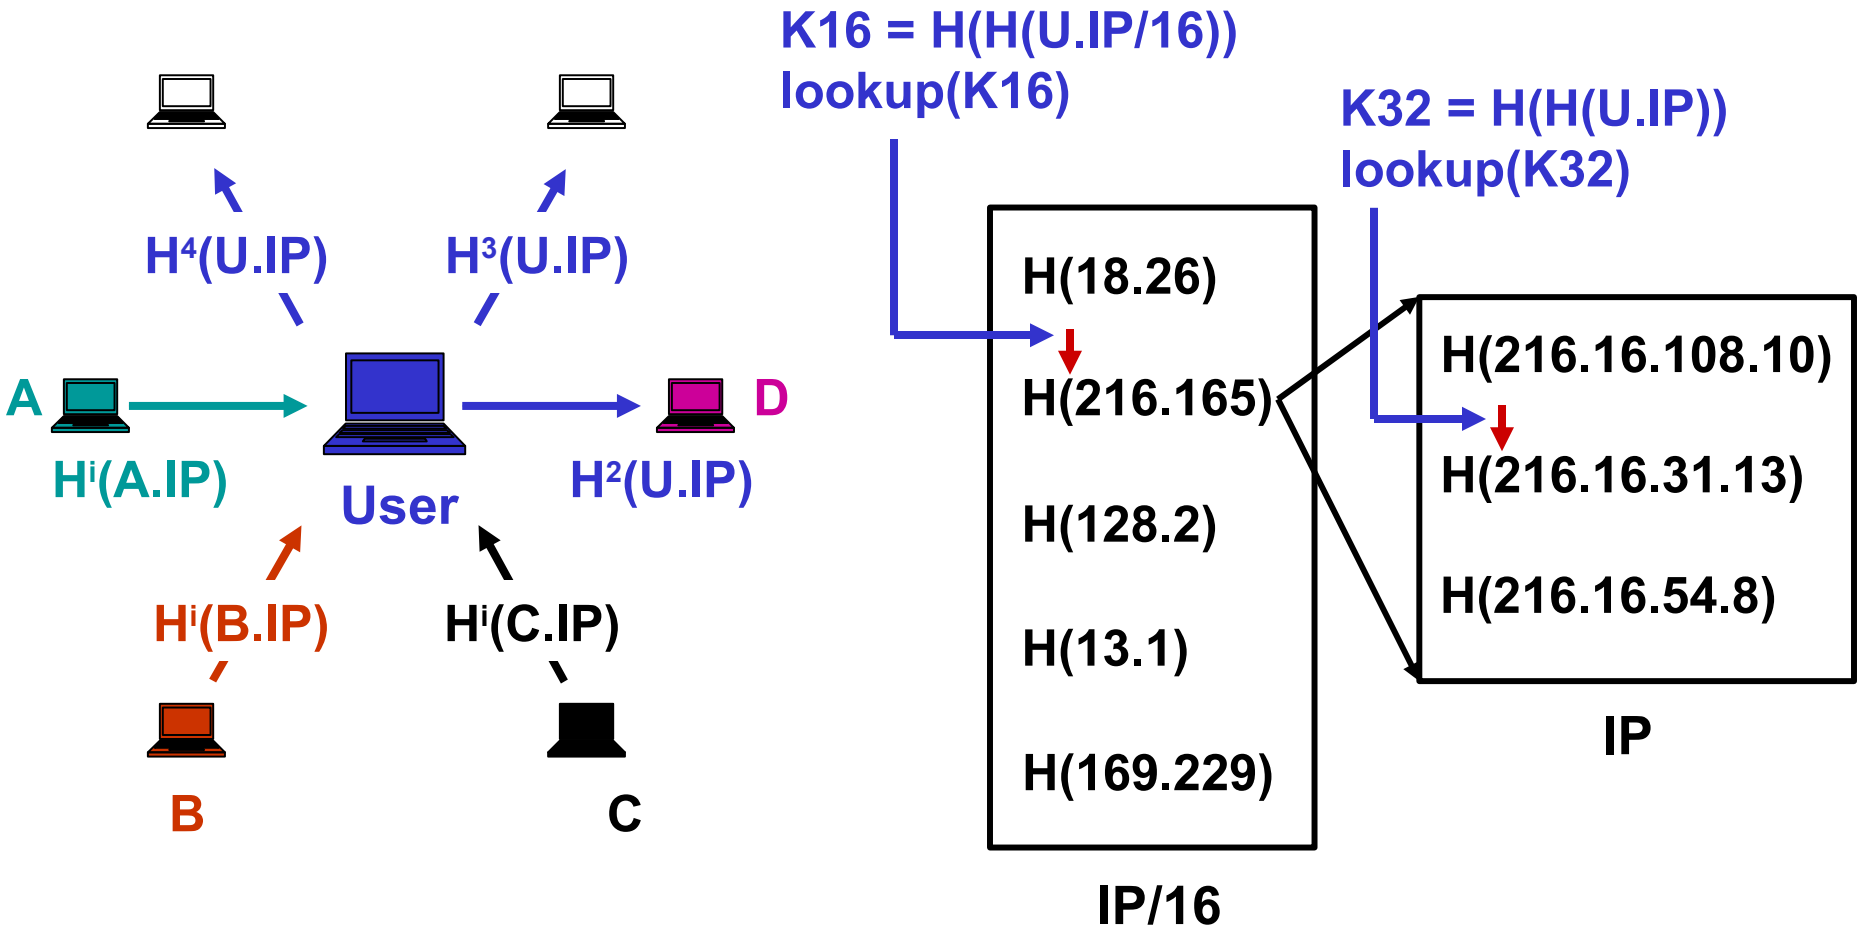 K16 = H(H(U.IP/16))
lookup(K16)
K32 = H(H(U.IP))
lookup(K32)
H⁴(U.IP)
H³(U.IP)
A
D
Hⁱ(A.IP)
User
H²(U.IP)
Hⁱ(B.IP)
Hⁱ(C.IP)
B
C
H(18.26)
H(216.165)
H(128.2)
H(13.1)
H(169.229)
IP/16
H(216.16.108.10)
H(216.16.31.13)
H(216.16.54.8)
IP